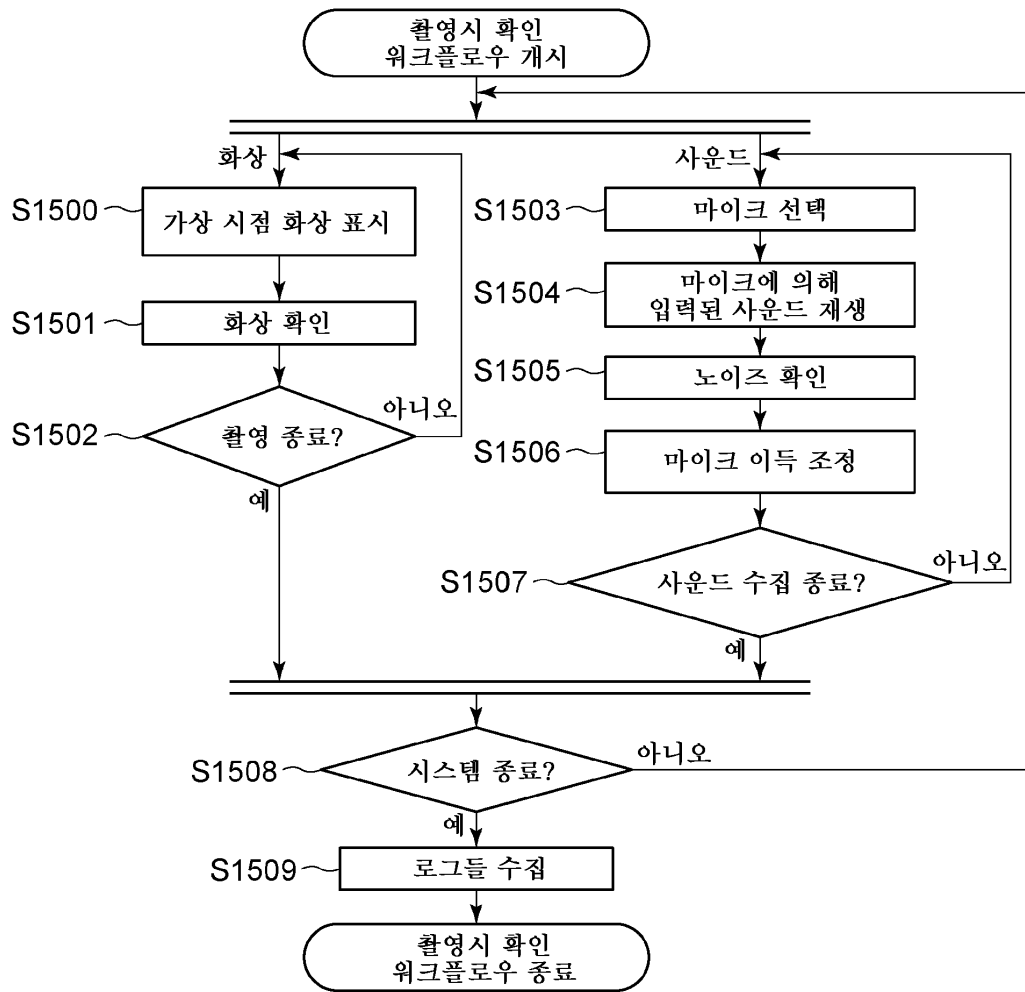 촬영시 확인
워크플로우 개시
화상
S1500
가상 시점 화상 표시
S1501
화상 확인
S1502
촬영 종료?
아니오
예
사운드
S1503
마이크 선택
S1504
마이크에 의해
입력된 사운드 재생
S1505
노이즈 확인
S1506
마이크 이득 조정
S1507
사운드 수집 종료?
아니오
예
S1508
시스템 종료?
아니오
예
S1509
로그들 수집
촬영시 확인
워크플로우 종료